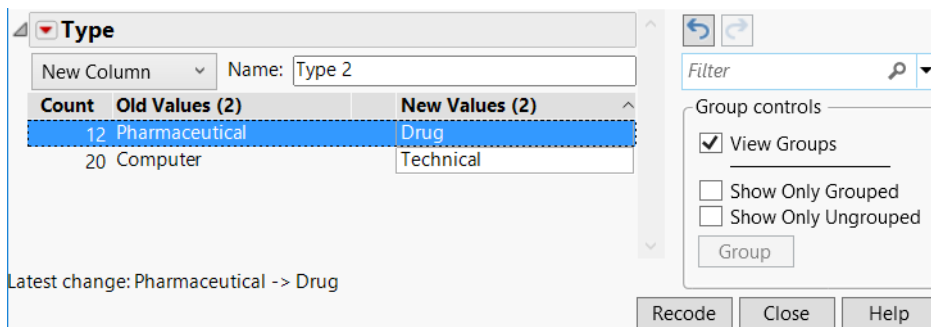 Type
New Column Name: Type 2
Filter
Count Old Values (2) New Values (2)
12 Pharmaceutical Drug
20 Computer Technical
Group controls
View Groups
Show Only Grouped
Show Only Ungrouped
Group
Latest change: Pharmaceutical -> Drug
Recode Close Help